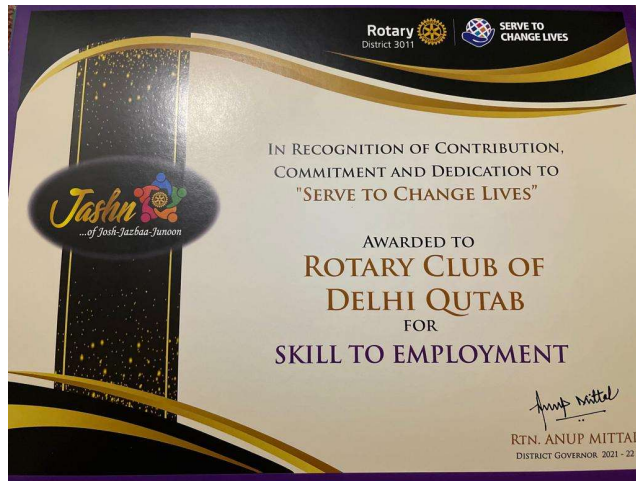 Rotary
District 3011
SERVE TO
CHANGE LIVES
IN RECOGNITION OF CONTRIBUTION,
COMMITMENT AND DEDICATION TO
"SERVE TO CHANGE LIVES”
Jashn
...of Josh-Jazbaa-Junoon
AWARDED TO
ROTARY CLUB OF
DELHI QUTAB
FOR
SKILL TO EMPLOYMENT
Anup Mittal
RTN. ANUP MITTAL
DISTRICT GOVERNOR 2021 - 22